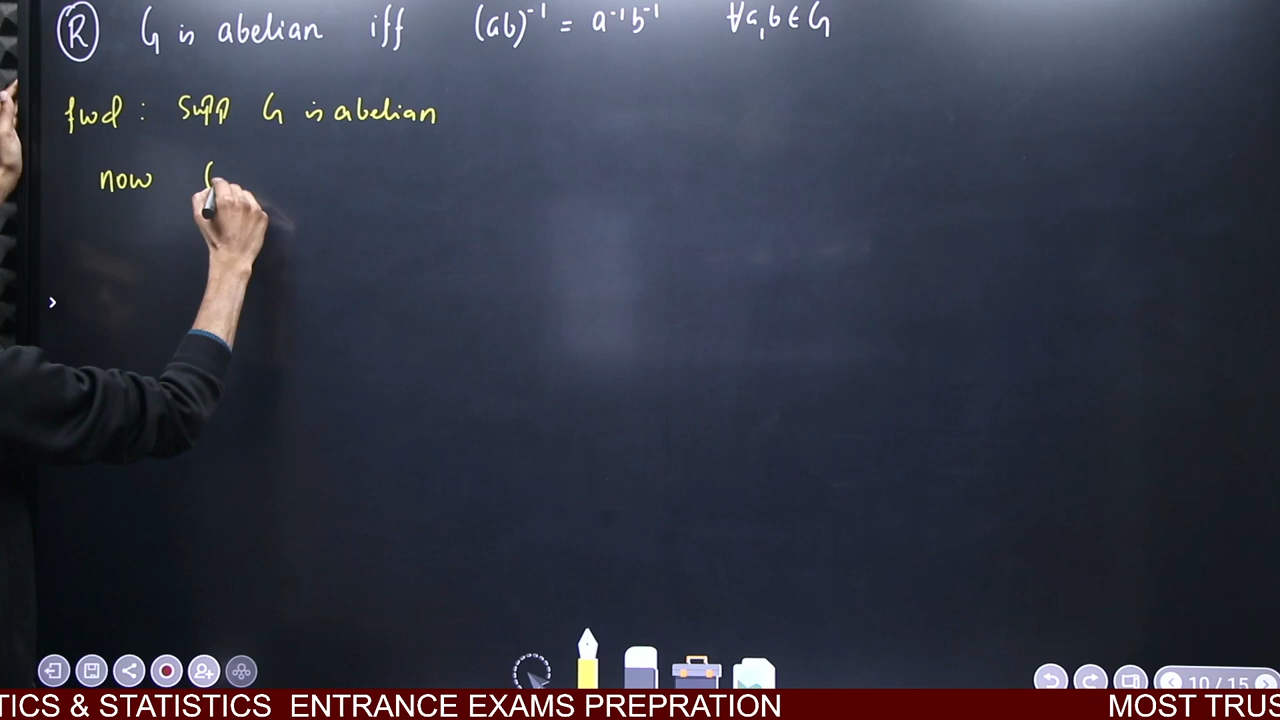 Ⓡ G is abelian iff (ab)⁻¹ = a⁻¹b⁻¹ ∀a,b ∈ G
fwd : Supp G is abelian
now (
10 / 15
TICS & STATISTICS ENTRANCE EXAMS PREPRATION MOST TRUS